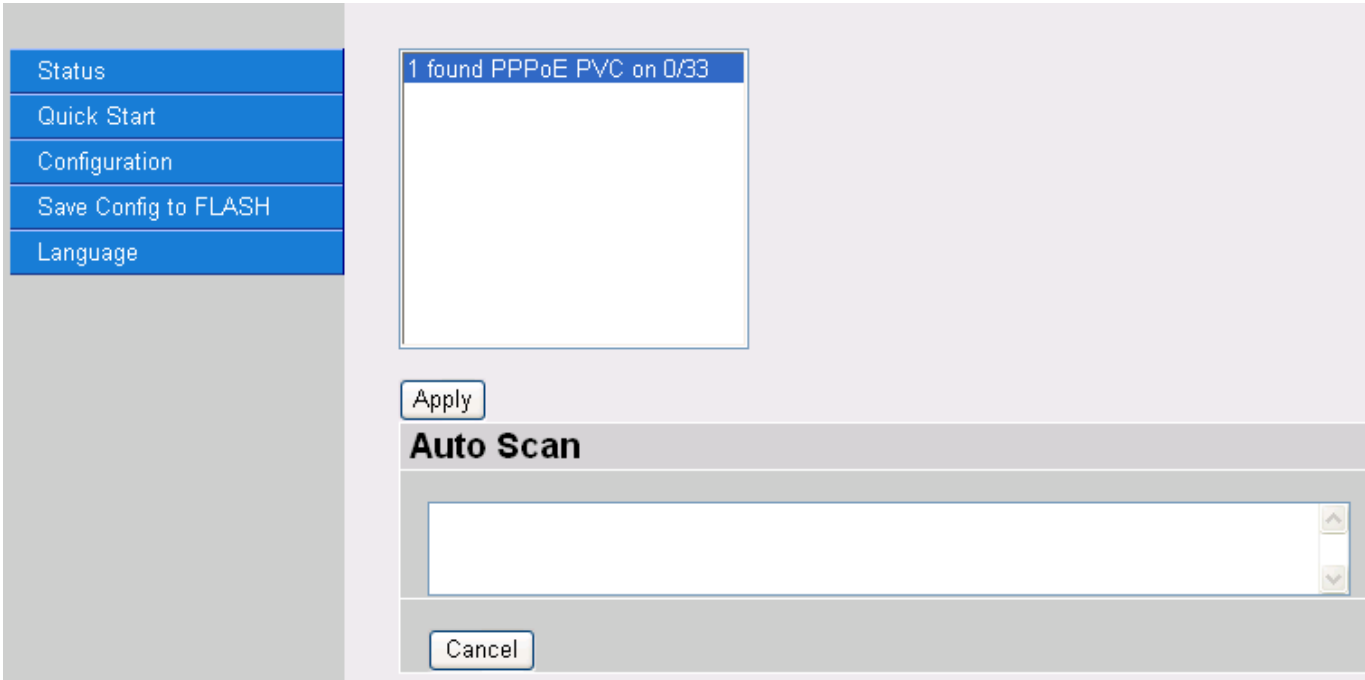 Status
Quick Start
Configuration
Save Config to FLASH
Language
1 found PPPoE PVC on 0/33
Apply
Auto Scan
Cancel